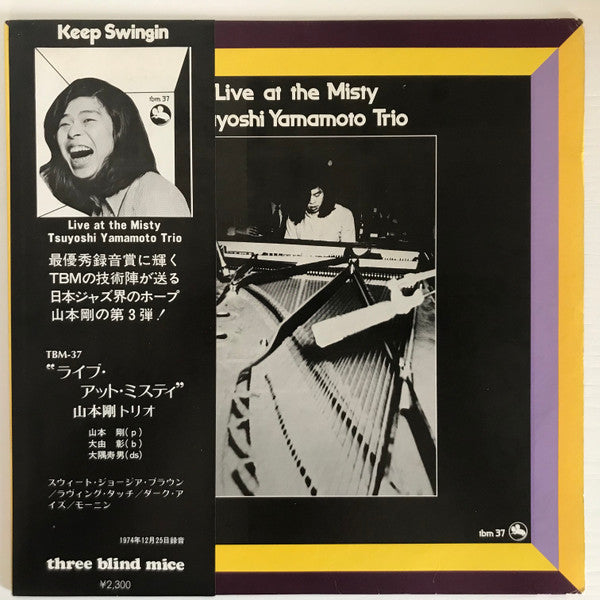 Keep Swingin
tbm 37
Live at the Misty
Tsuyoshi Yamamoto Trio
最優秀録音賞に輝く
TBMの技術陣が送る
日本ジャズ界のホープ
山本剛の第3弾!
TBM-37
“ライブ・
アット・ミスティ”
山本剛トリオ
山本 剛(p)
大由 彰(b)
大隅寿男(ds)
スウィート・ジョージア・ブラウン
/ラヴィング・タッチ/ダーク・ア
イズ/モーニン
1974年12月25日録音
three blind mice
¥2,300
Live at the Misty
yoshi Yamamoto Trio
tbm 37